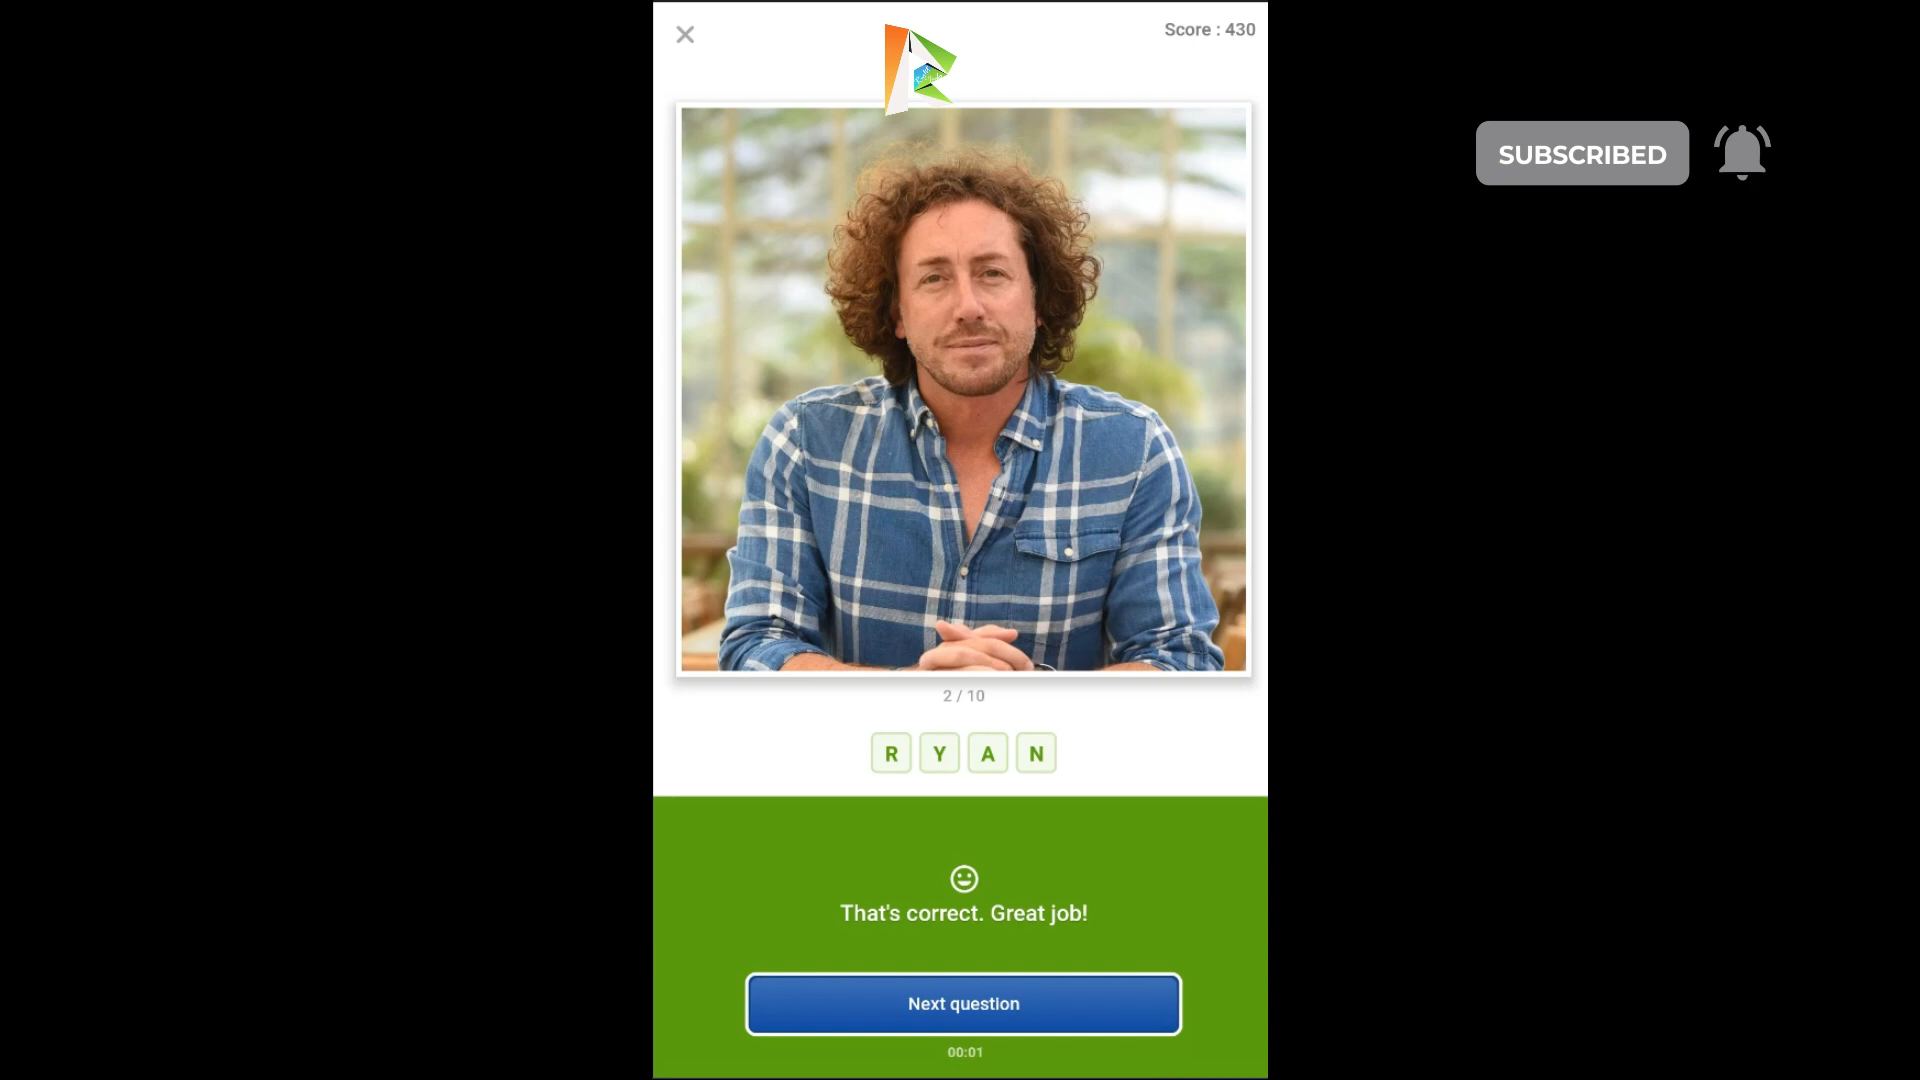 Score : 430
SUBSCRIBED
2 / 10
R Y A N
That's correct. Great job!
Next question
00:01